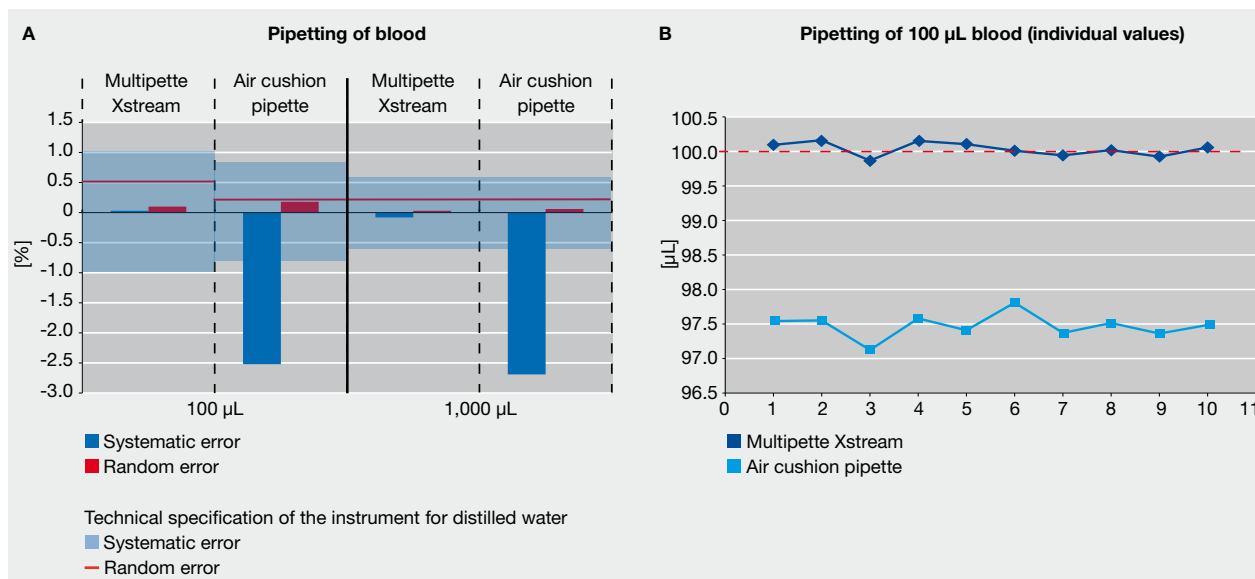 A
Pipetting of blood
Multipette
Xstream
Air cushion
pipette
Multipette
Xstream
Air cushion
pipette
1.5
1.0
0.5
0
-0.5
-1.0
-1.5
-2.0
-2.5
-3.0
[%]
100 µL
1,000 µL
Systematic error
Random error
Technical specification of the instrument for distilled water
Systematic error
Random error
B
Pipetting of 100 µL blood (individual values)
100.5
100.0
99.5
99.0
98.5
98.0
97.5
97.0
96.5
[µL]
0 1 2 3 4 5 6 7 8 9 10 11
Multipette Xstream
Air cushion pipette